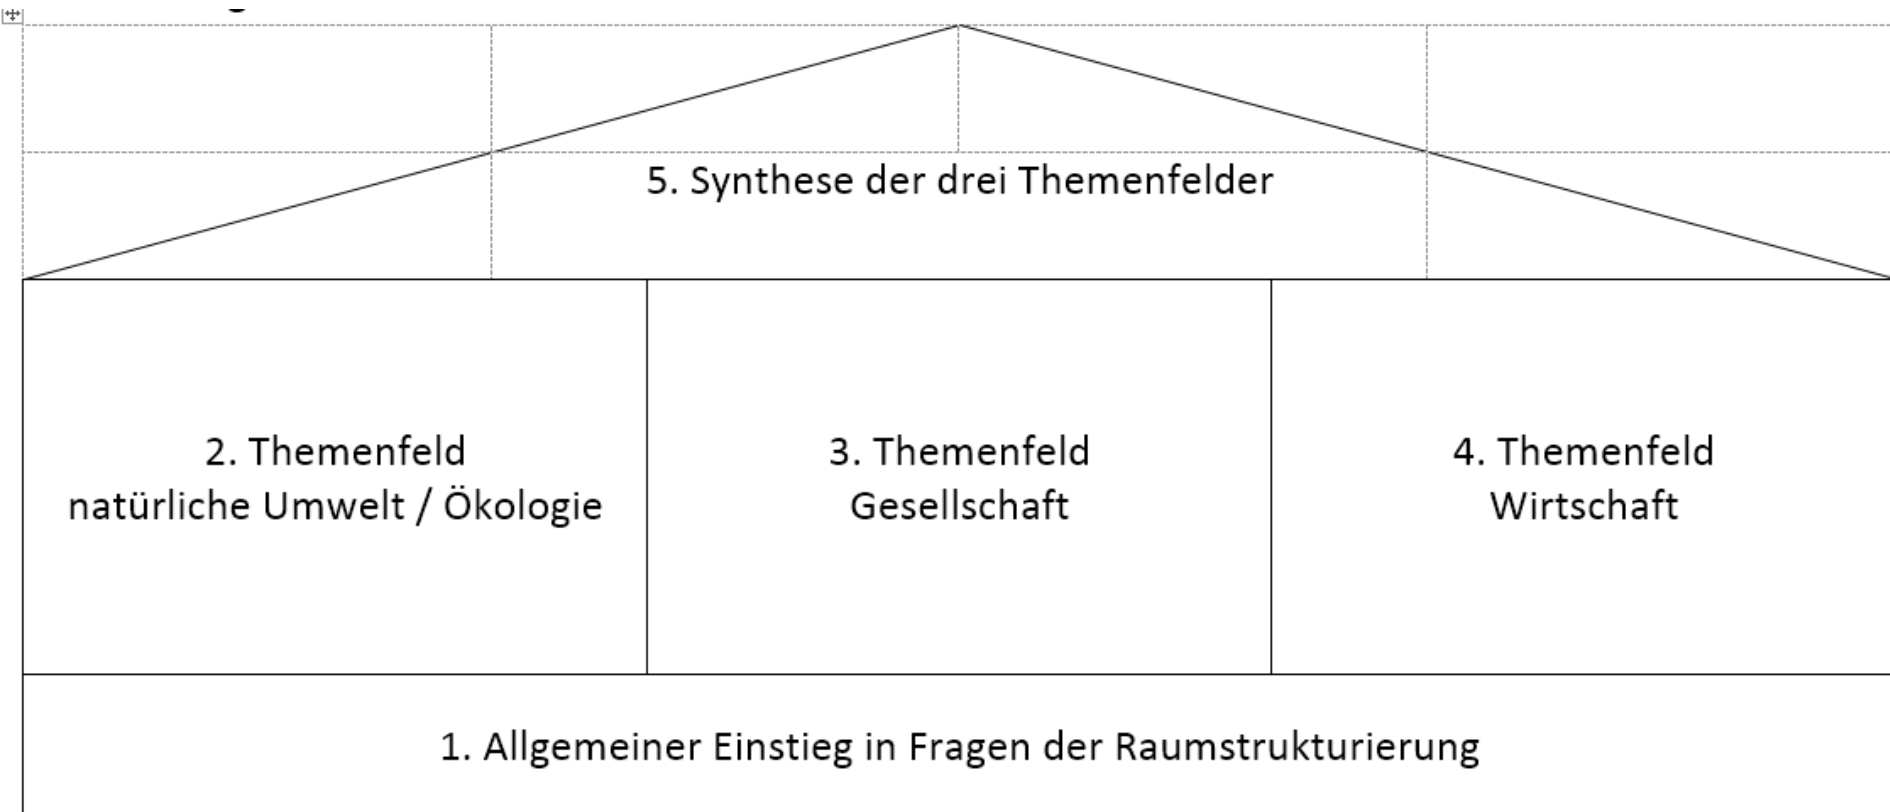 5. Synthese der drei Themenfelder
2. Themenfeld
natürliche Umwelt / Ökologie
3. Themenfeld
Gesellschaft
4. Themenfeld
Wirtschaft
1. Allgemeiner Einstieg in Fragen der Raumstrukturierung